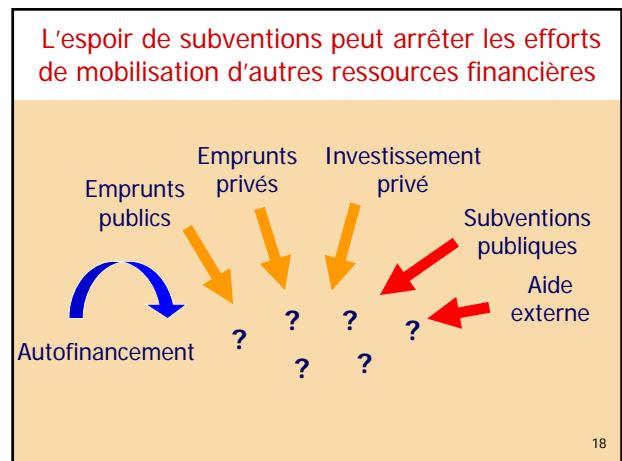 L'espoir de subventions peut arrêter les efforts
de mobilisation d'autres ressources financières
Emprunts
publics
Emprunts
privés
Investissement
privé
Subventions
publiques
Aide
externe
Autofinancement
?
?
?
?
?
?
18